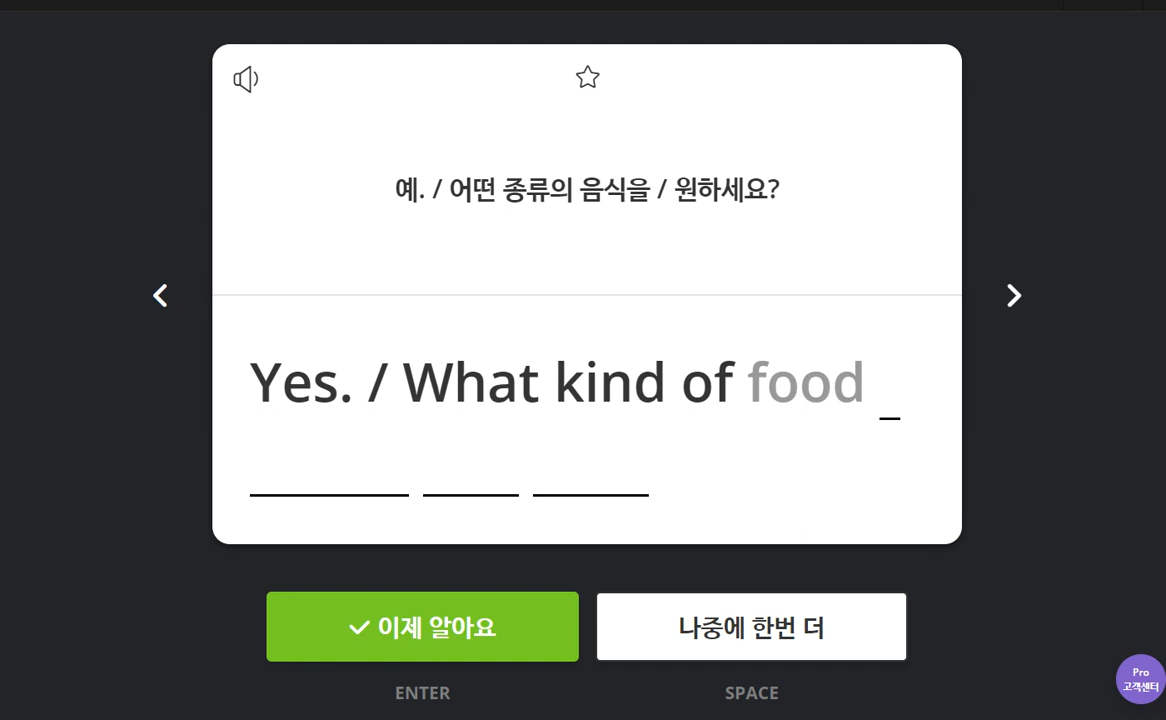 예. / 어떤 종류의 음식을 / 원하세요?
Yes. / What kind of food _
이제 알아요
나중에 한번 더
ENTER
SPACE
Pro
고객센터